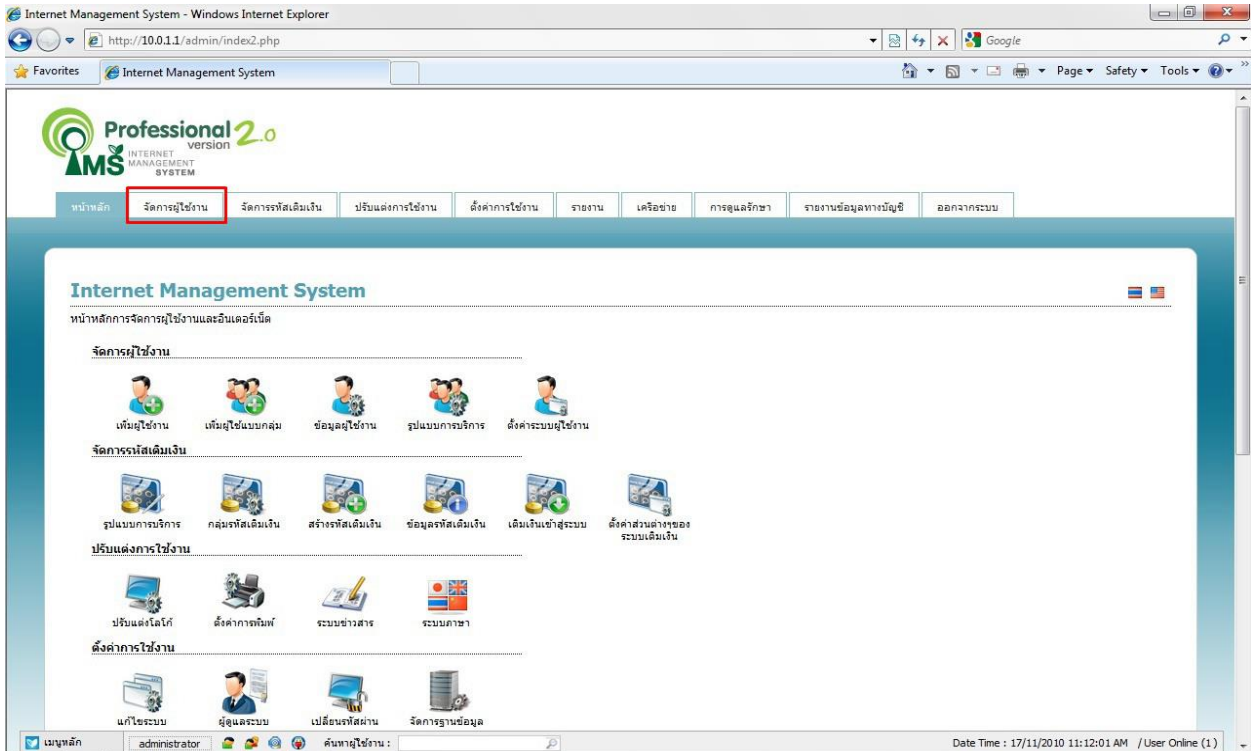 Internet Management System - Windows Internet Explorer
http://10.0.1.1/admin/index2.php
Google
Favorites
Internet Management System
Page Safety Tools
Professional 2.0
version
IMS INTERNET MANAGEMENT SYSTEM
หน้าหลัก จัดการผู้ใช้งาน จัดการรหัสเติมเงิน ปรับแต่งการใช้งาน ตั้งค่าการใช้งาน รายงาน เครือข่าย การดูแลรักษา รายงานข้อมูลทางบัญชี ออกจากระบบ
Internet Management System
หน้าหลักการจัดการผู้ใช้งานและอินเตอร์เน็ต
จัดการผู้ใช้งาน
เพิ่มผู้ใช้งาน เพิ่มผู้ใช้แบบกลุ่ม ข้อมูลผู้ใช้งาน รูปแบบการบริการ ตั้งค่าระบบผู้ใช้งาน
จัดการรหัสเติมเงิน
รูปแบบการบริการ กลุ่มรหัสเติมเงิน สร้างรหัสเติมเงิน ข้อมูลรหัสเติมเงิน เติมเงินเข้าสู่ระบบ ตั้งค่าส่วนต่างๆของ
ระบบเติมเงิน
ปรับแต่งการใช้งาน
ปรับแต่งโลโก้ ตั้งค่าการพิมพ์ ระบบข่าวสาร ระบบภาษา
ตั้งค่าการใช้งาน
แก้ไขระบบ ผู้ดูแลระบบ เปลี่ยนรหัสผ่าน จัดการฐานข้อมูล
เมนูหลัก administrator ค้นหาผู้ใช้งาน : Date Time : 17/11/2010 11:12:01 AM / User Online (1)